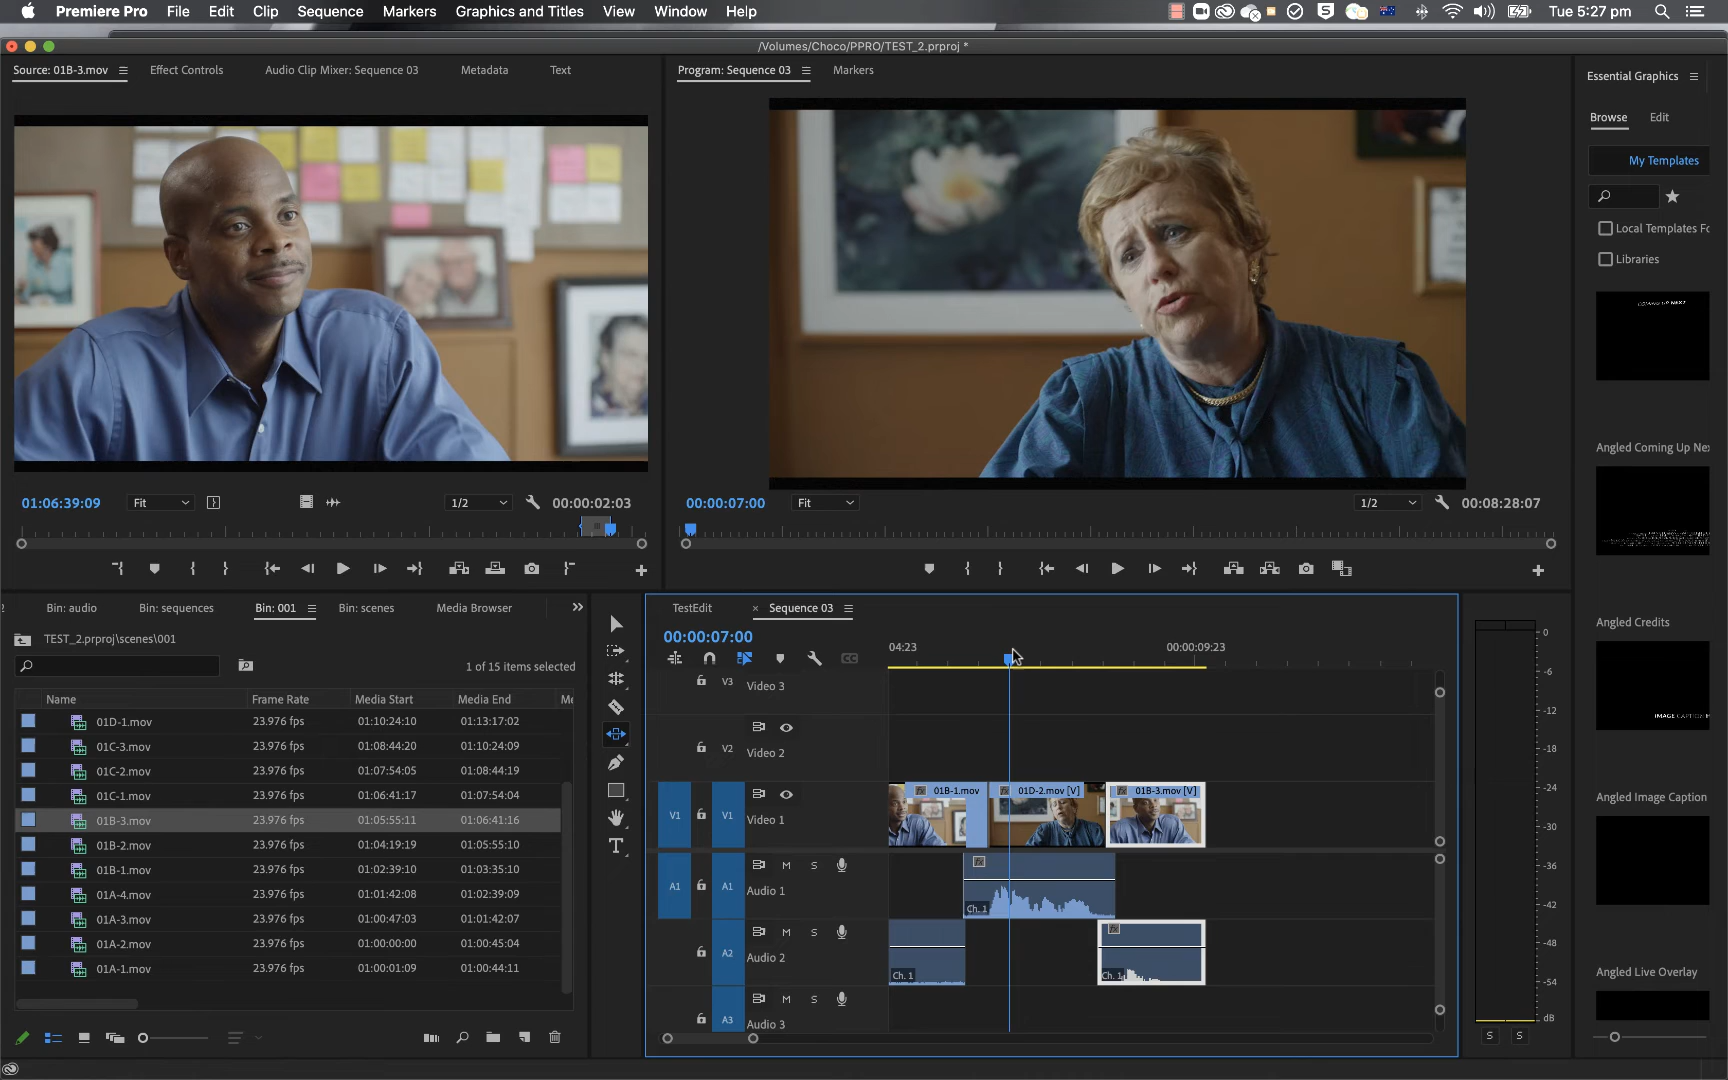 Premiere Pro File Edit Clip Sequence Markers Graphics and Titles View Window Help Tue 5:27 pm
/Volumes/Choco/PPRO/TEST_2.prproj *
Source: 01B-3.mov Effect Controls Audio Clip Mixer: Sequence 03 Metadata Text
Program: Sequence 03 Markers
Essential Graphics
Browse Edit
My Templates
Local Templates Fo
Libraries
COMING UP NEXT
Angled Coming Up Nex
Angled Credits
IMAGE CAPTION H
Angled Image Caption
Angled Live Overlay
01:06:39:09 Fit 1/2 00:00:02:03
00:00:07:00 Fit 1/2 00:08:28:07
2 Bin: audio Bin: sequences Bin: 001 Bin: scenes Media Browser
TEST_2.prproj\scenes\001
1 of 15 items selected
Name Frame Rate Media Start Media End Me
01D-1.mov 23.976 fps 01:10:24:10 01:13:17:02
01C-3.mov 23.976 fps 01:08:44:20 01:10:24:09
01C-2.mov 23.976 fps 01:07:54:05 01:08:44:19
01C-1.mov 23.976 fps 01:06:41:17 01:07:54:04
01B-3.mov 23.976 fps 01:05:55:11 01:06:41:16
01B-2.mov 23.976 fps 01:04:19:19 01:05:55:10
01B-1.mov 23.976 fps 01:02:39:10 01:03:35:10
01A-4.mov 23.976 fps 01:01:42:08 01:02:39:09
01A-3.mov 23.976 fps 01:00:47:03 01:01:42:07
01A-2.mov 23.976 fps 01:00:00:00 01:00:45:04
01A-1.mov 23.976 fps 01:00:01:09 01:00:44:11
TestEdit × Sequence 03
00:00:07:00
04:23 00:00:09:23
V3 Video 3
V2 Video 2
fx 01B-1.mov fx 01D-2.mov [V] fx 01B-3.mov [V]
V1 V1 Video 1
M S
A1 A1 Audio 1
fx Ch. 1
M S
A2 Audio 2
Ch. 1 fx Ch. 1
M S
A3 Audio 3
0
-6
-12
-18
-24
-30
-36
-42
-48
-54
dB
S S